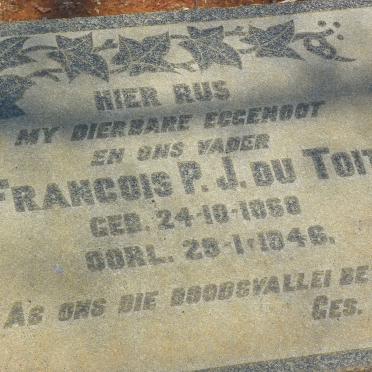 HIER RUS
MY DIERBARE EGGENOOT
EN ONS VADER
FRANCOIS P. J. DU TOIT
GEB. 24-10-1868
OORL. 29-1-1946.
AS ONS DIE DOODSVALLEI BE
GES.